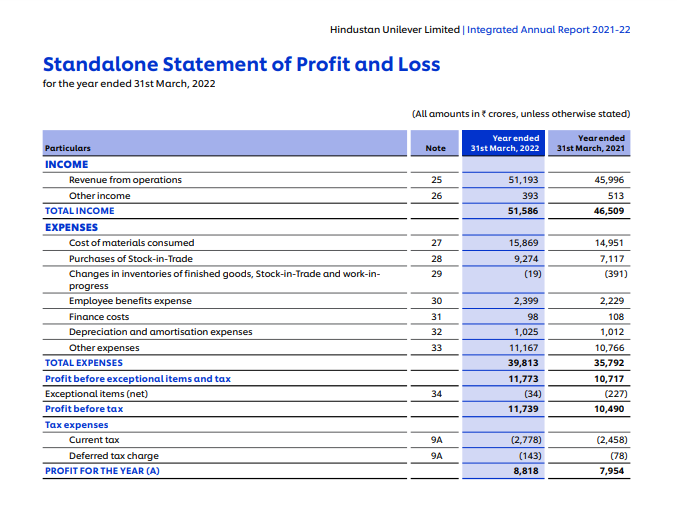 Hindustan Unilever Limited | Integrated Annual Report 2021-22
Standalone Statement of Profit and Loss
for the year ended 31st March, 2022
(All amounts in ₹ crores, unless otherwise stated)
Particulars Note Year ended 31st March, 2022 Year ended 31st March, 2021
INCOME
Revenue from operations 25 51,193 45,996
Other income 26 393 513
TOTAL INCOME 51,586 46,509
EXPENSES
Cost of materials consumed 27 15,869 14,951
Purchases of Stock-in-Trade 28 9,274 7,117
Changes in inventories of finished goods, Stock-in-Trade and work-in- 29 (19) (391)
progress
Employee benefits expense 30 2,399 2,229
Finance costs 31 98 108
Depreciation and amortisation expenses 32 1,025 1,012
Other expenses 33 11,167 10,766
TOTAL EXPENSES 39,813 35,792
Profit before exceptional items and tax 11,773 10,717
Exceptional items (net) 34 (34) (227)
Profit before tax 11,739 10,490
Tax expenses
Current tax 9A (2,778) (2,458)
Deferred tax charge 9A (143) (78)
PROFIT FOR THE YEAR (A) 8,818 7,954